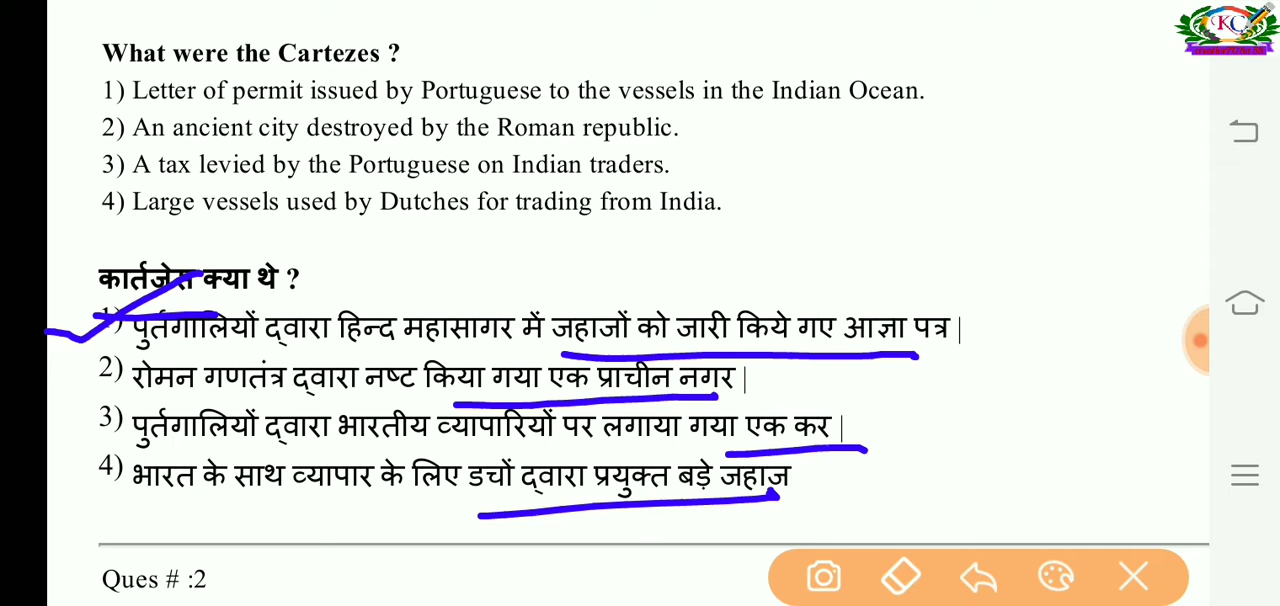 KC
What were the Cartezes ?
1) Letter of permit issued by Portuguese to the vessels in the Indian Ocean.
2) An ancient city destroyed by the Roman republic.
3) A tax levied by the Portuguese on Indian traders.
4) Large vessels used by Dutches for trading from India.
कार्तजेस क्या थे ?
1) पुर्तगालियों द्वारा हिन्द महासागर में जहाजों को जारी किये गए आज्ञा पत्र |
2) रोमन गणतंत्र द्वारा नष्ट किया गया एक प्राचीन नगर |
3) पुर्तगालियों द्वारा भारतीय व्यापारियों पर लगाया गया एक कर |
4) भारत के साथ व्यापार के लिए डचों द्वारा प्रयुक्त बड़े जहाज
Ques # :2